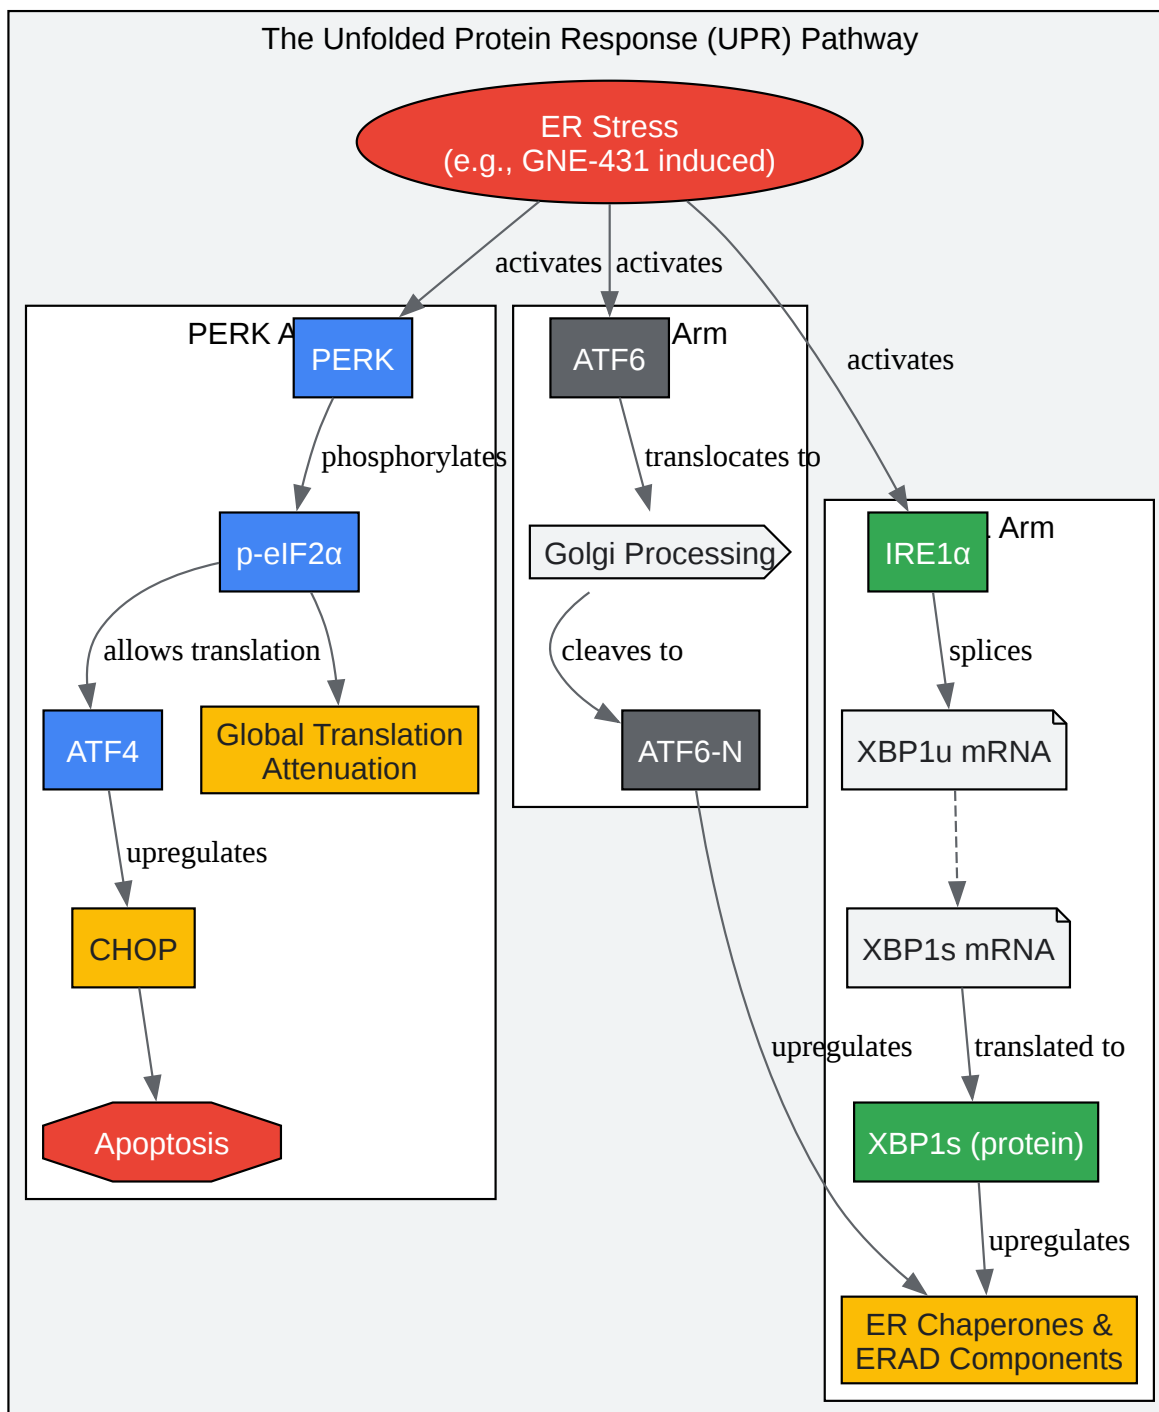 The Unfolded Protein Response (UPR) Pathway
ER Stress
(e.g., GNE-431 induced)
activates
activates
activates
PERK A
PERK
phosphorylates
p-eIF2α
allows translation
ATF4
Global Translation
Attenuation
upregulates
CHOP
Apoptosis
Arm
ATF6
translocates to
Golgi Processing
cleaves to
ATF6-N
upregulates
Arm
IRE1α
splices
XBP1u mRNA
XBP1s mRNA
translated to
XBP1s (protein)
upregulates
ER Chaperones &
ERAD Components